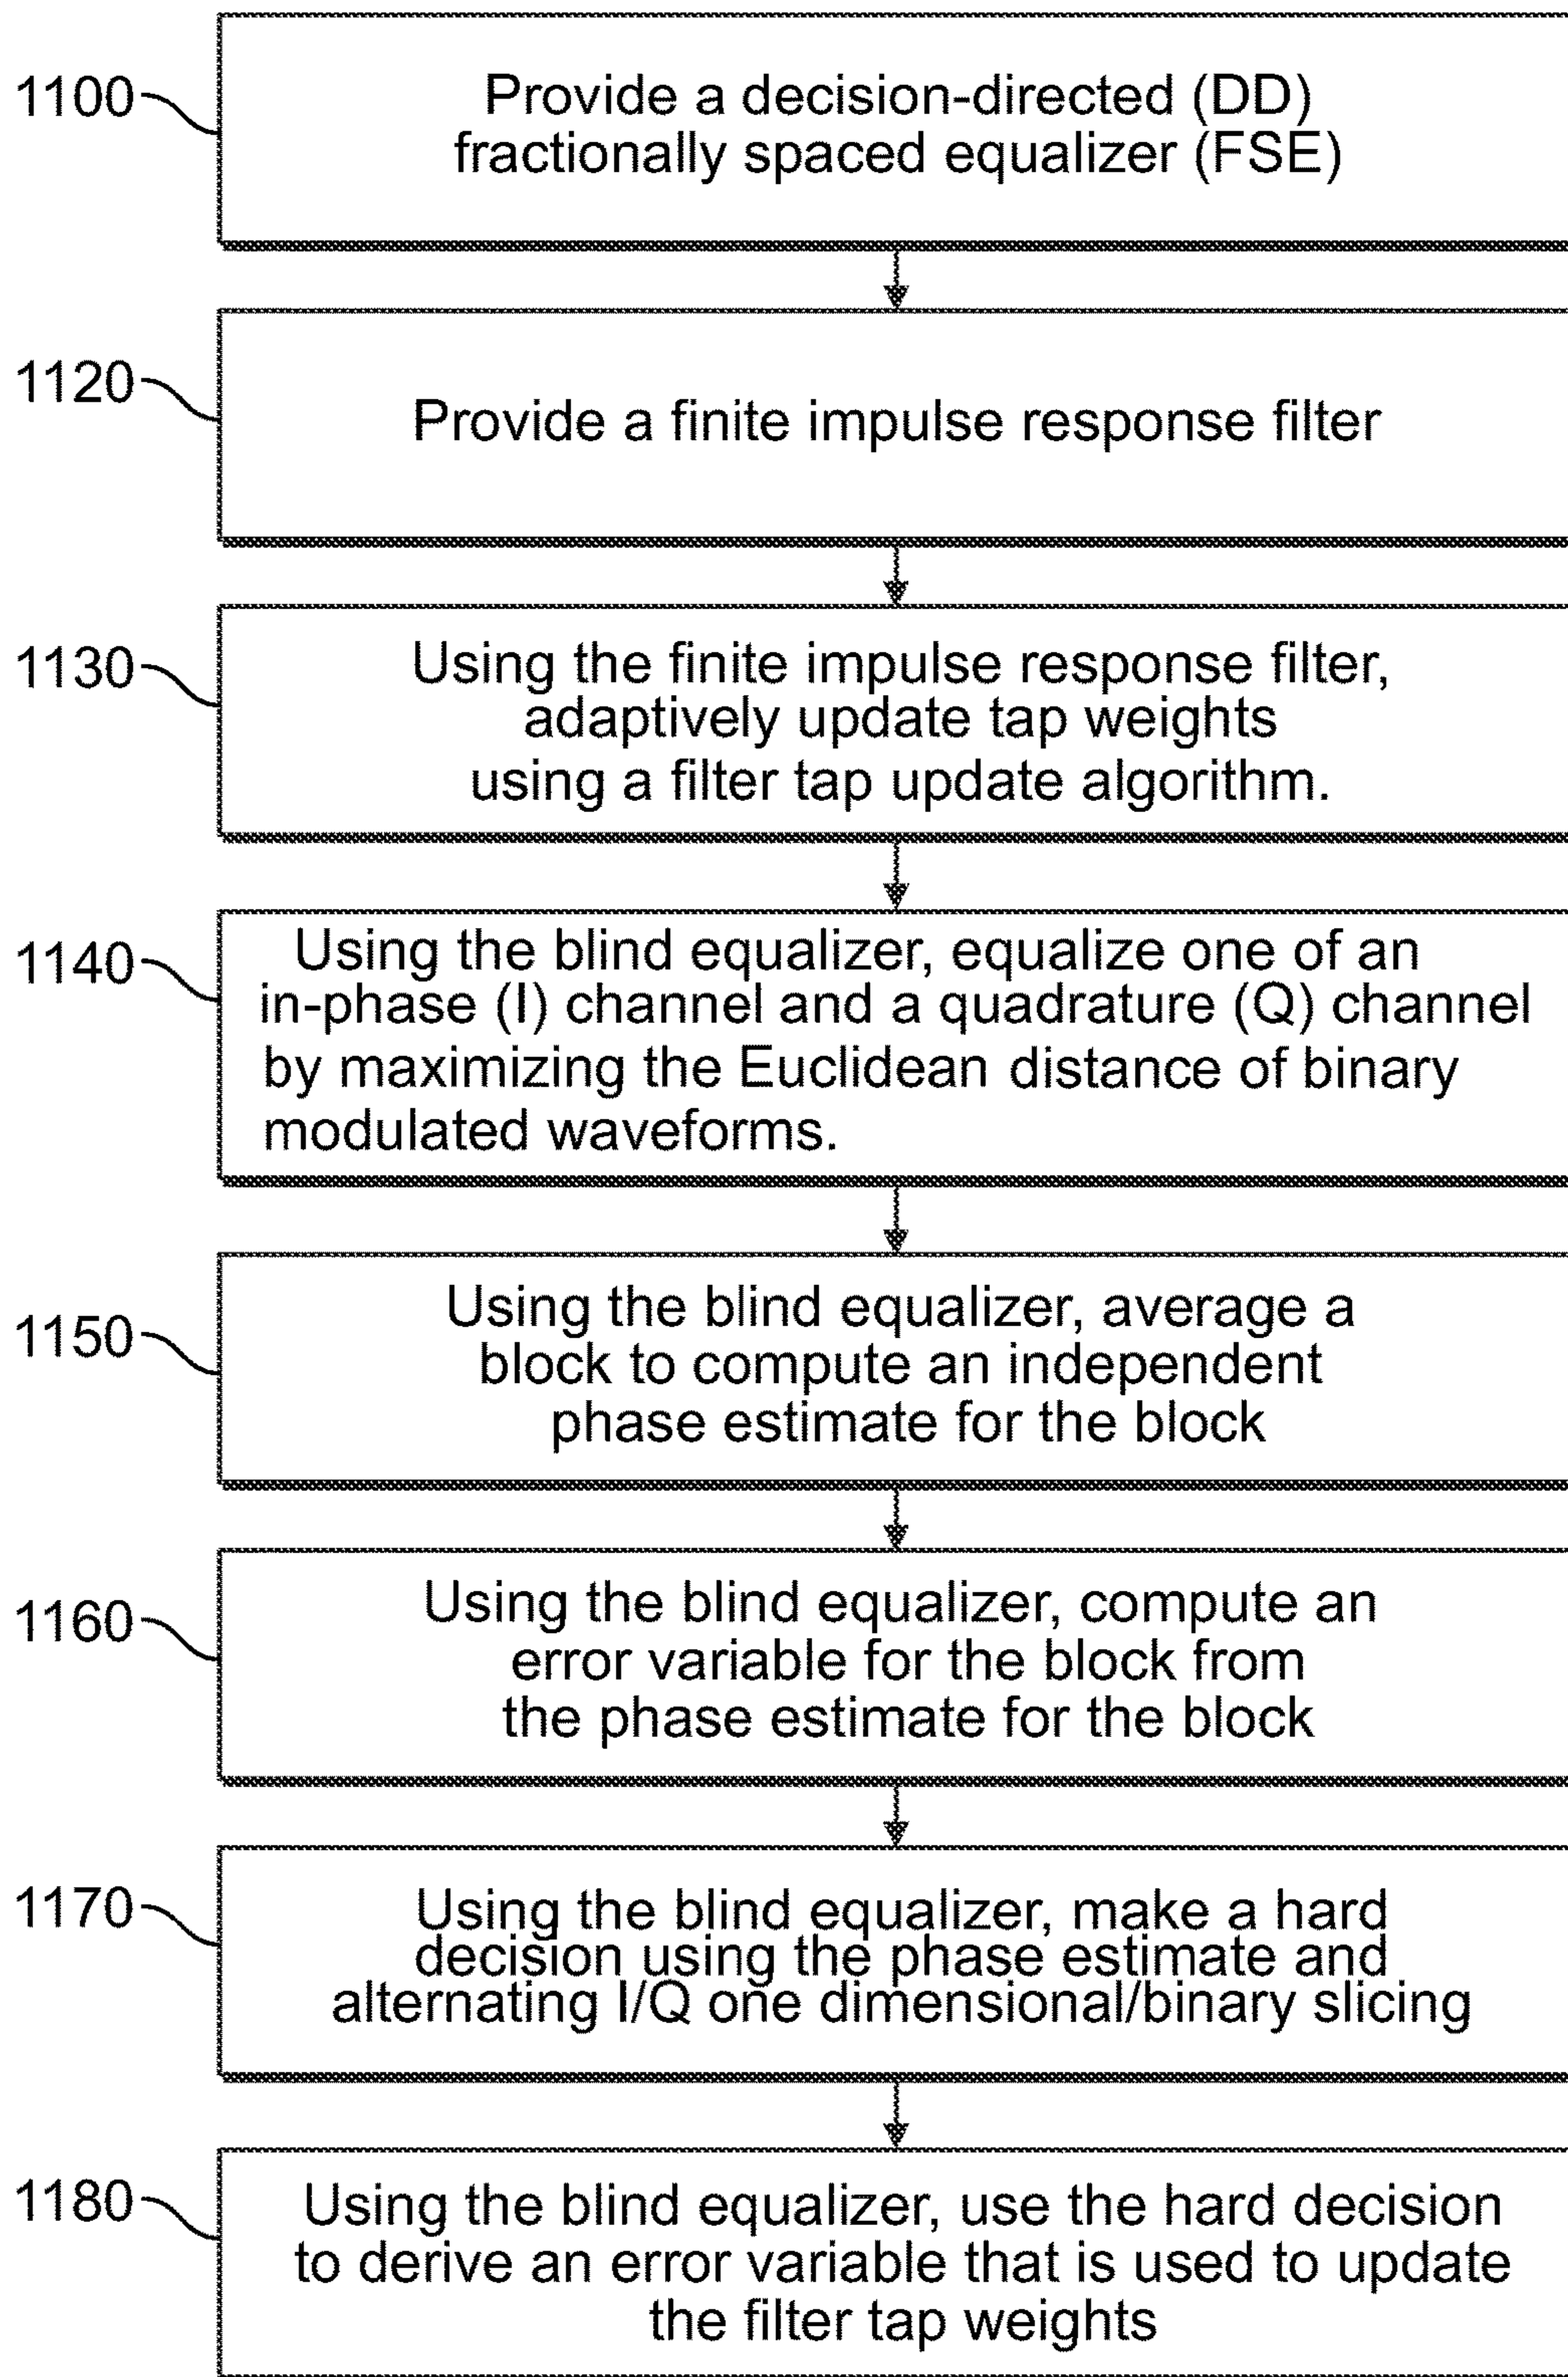 1100
Provide a decision-directed (DD)
fractionally spaced equalizer (FSE)
1120
Provide a finite impulse response filter
1130
Using the finite impulse response filter,
adaptively update tap weights
using a filter tap update algorithm.
1140
Using the blind equalizer, equalize one of an
in-phase (I) channel and a quadrature (Q) channel
by maximizing the Euclidean distance of binary
modulated waveforms.
1150
Using the blind equalizer, average a
block to compute an independent
phase estimate for the block
1160
Using the blind equalizer, compute an
error variable for the block from
the phase estimate for the block
1170
Using the blind equalizer, make a hard
decision using the phase estimate and
alternating I/Q one dimensional/binary slicing
1180
Using the blind equalizer, use the hard decision
to derive an error variable that is used to update
the filter tap weights